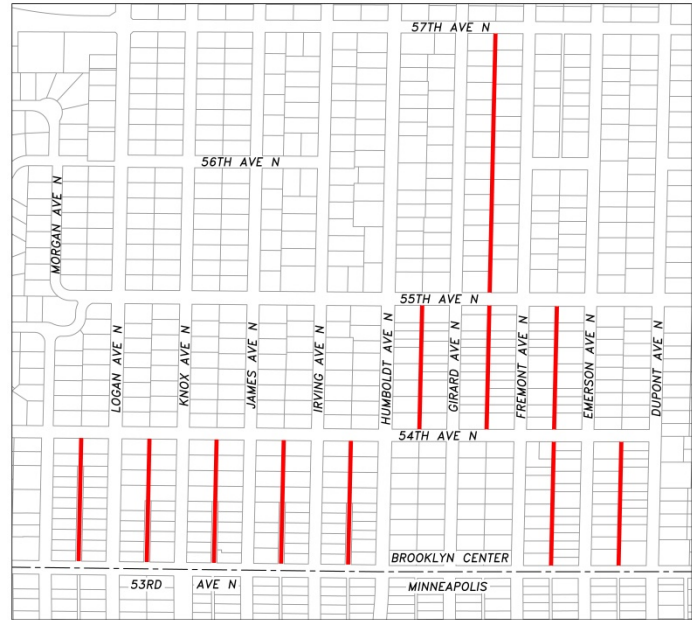 57TH AVE N
56TH AVE N
MORGAN AVE N
55TH AVE N
LOGAN AVE N
KNOX AVE N
JAMES AVE N
IRVING AVE N
HUMBOLDT AVE N
GIRARD AVE N
FREMONT AVE N
EMERSON AVE N
DUPONT AVE N
54TH AVE N
BROOKLYN CENTER
53RD AVE N
MINNEAPOLIS